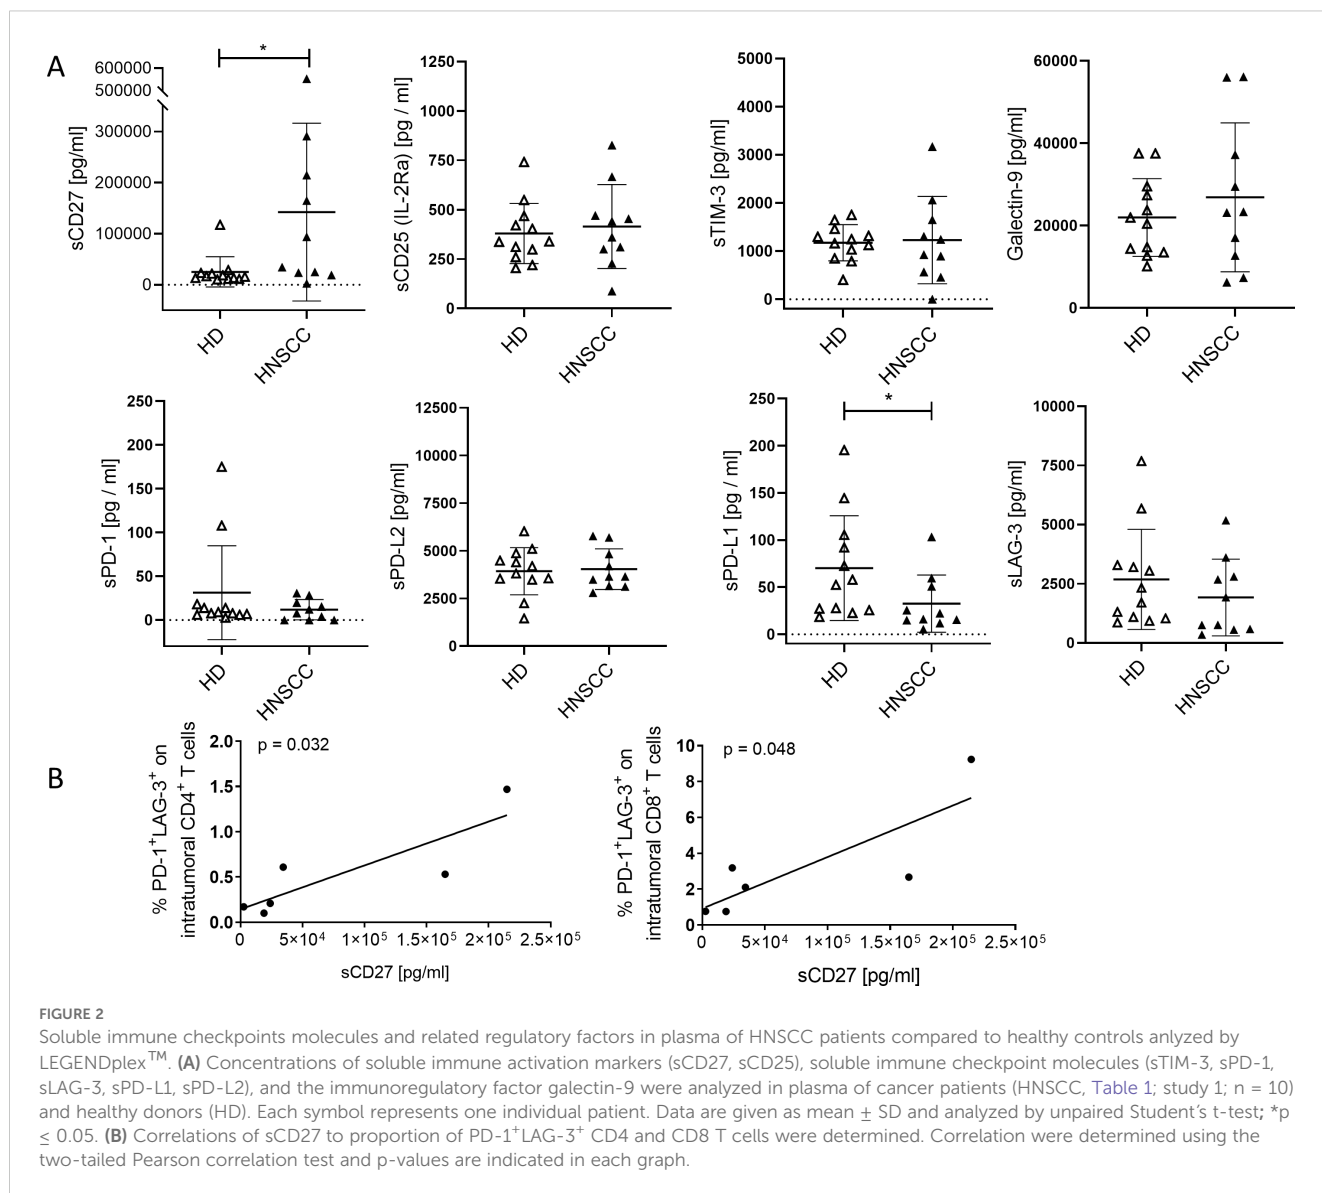 A
*
600000
500000
300000
200000
100000
0
sCD27 [pg/ml]
HD
HNSCC
1250
1000
750
500
250
0
sCD25 (IL-2Ra) [pg / ml]
HD
HNSCC
5000
4000
3000
2000
1000
0
sTIM-3 [pg/ml]
HD
HNSCC
60000
40000
20000
0
Galectin-9 [pg/ml]
HD
HNSCC
250
200
150
100
50
0
sPD-1 [pg / ml]
HD
HNSCC
12500
10000
7500
5000
2500
0
sPD-L2 [pg/ml]
HD
HNSCC
*
250
200
150
100
50
0
sPD-L1 [pg / ml]
HD
HNSCC
10000
7500
5000
2500
0
sLAG-3 [pg/ml]
HD
HNSCC
B
p = 0.032
2.0
1.5
1.0
0.5
0.0
% PD-1⁺LAG-3⁺ on
intratumoral CD4⁺ T cells
0 5×10⁴ 1×10⁵ 1.5×10⁵ 2×10⁵ 2.5×10⁵
sCD27 [pg/ml]
p = 0.048
10
8
6
4
2
0
% PD-1⁺LAG-3⁺ on
intratumoral CD8⁺ T cells
0 5×10⁴ 1×10⁵ 1.5×10⁵ 2×10⁵ 2.5×10⁵
sCD27 [pg/ml]
FIGURE 2
Soluble immune checkpoints molecules and related regulatory factors in plasma of HNSCC patients compared to healthy controls anlyzed by
LEGENDplex™. (A) Concentrations of soluble immune activation markers (sCD27, sCD25), soluble immune checkpoint molecules (sTIM-3, sPD-1,
sLAG-3, sPD-L1, sPD-L2), and the immunoregulatory factor galectin-9 were analyzed in plasma of cancer patients (HNSCC, Table 1; study 1; n = 10)
and healthy donors (HD). Each symbol represents one individual patient. Data are given as mean ± SD and analyzed by unpaired Student's t-test; *p
≤ 0.05. (B) Correlations of sCD27 to proportion of PD-1⁺LAG-3⁺ CD4 and CD8 T cells were determined. Correlation were determined using the
two-tailed Pearson correlation test and p-values are indicated in each graph.